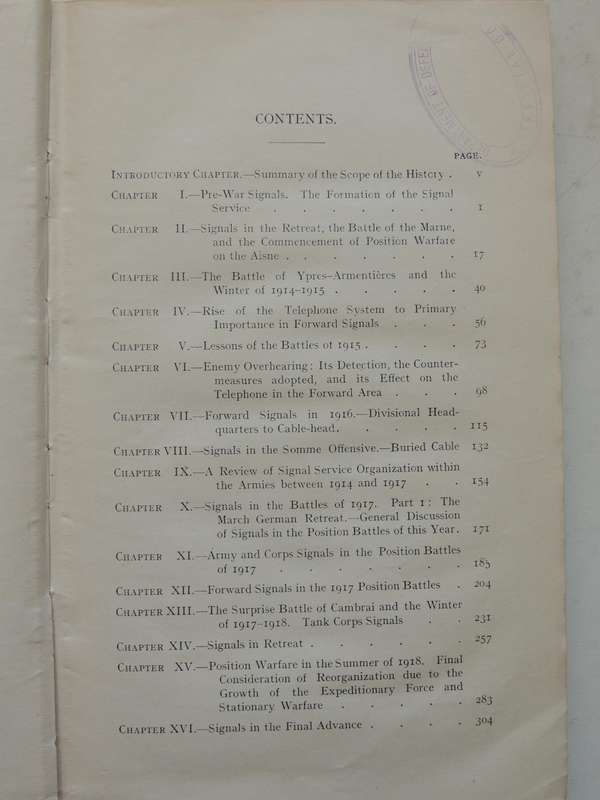 CONTENTS.
PAGE.
INTRODUCTORY CHAPTER.—Summary of the Scope of the History . v
CHAPTER I.—Pre-War Signals. The Formation of the Signal
Service . . . . . . . 1
CHAPTER II.—Signals in the Retreat, the Battle of the Marne,
and the Commencement of Position Warfare
on the Aisne . . . . . . . 17
CHAPTER III.—The Battle of Ypres-Armentières and the
Winter of 1914-1915 . . . . . 40
CHAPTER IV.—Rise of the Telephone System to Primary
Importance in Forward Signals . . . 56
CHAPTER V.—Lessons of the Battles of 1915 . . . . 73
CHAPTER VI.—Enemy Overhearing: Its Detection, the Counter-
measures adopted, and its Effect on the
Telephone in the Forward Area . . . 98
CHAPTER VII.—Forward Signals in 1916.—Divisional Head-
quarters to Cable-head. . . . . 115
CHAPTER VIII.—Signals in the Somme Offensive.—Buried Cable 132
CHAPTER IX.—A Review of Signal Service Organization within
the Armies between 1914 and 1917 . . 154
CHAPTER X.—Signals in the Battles of 1917. Part 1: The
March German Retreat.—General Discussion
of Signals in the Position Battles of this Year. 171
CHAPTER XI.—Army and Corps Signals in the Position Battles
of 1917 . . . . . . . 185
CHAPTER XII.—Forward Signals in the 1917 Position Battles . 204
CHAPTER XIII.—The Surprise Battle of Cambrai and the Winter
of 1917-1918. Tank Corps Signals . . 231
CHAPTER XIV.—Signals in Retreat . . . . . . 257
CHAPTER XV.—Position Warfare in the Summer of 1918. Final
Consideration of Reorganization due to the
Growth of the Expeditionary Force and
Stationary Warfare . . . . . 283
CHAPTER XVI.—Signals in the Final Advance . . . . 304